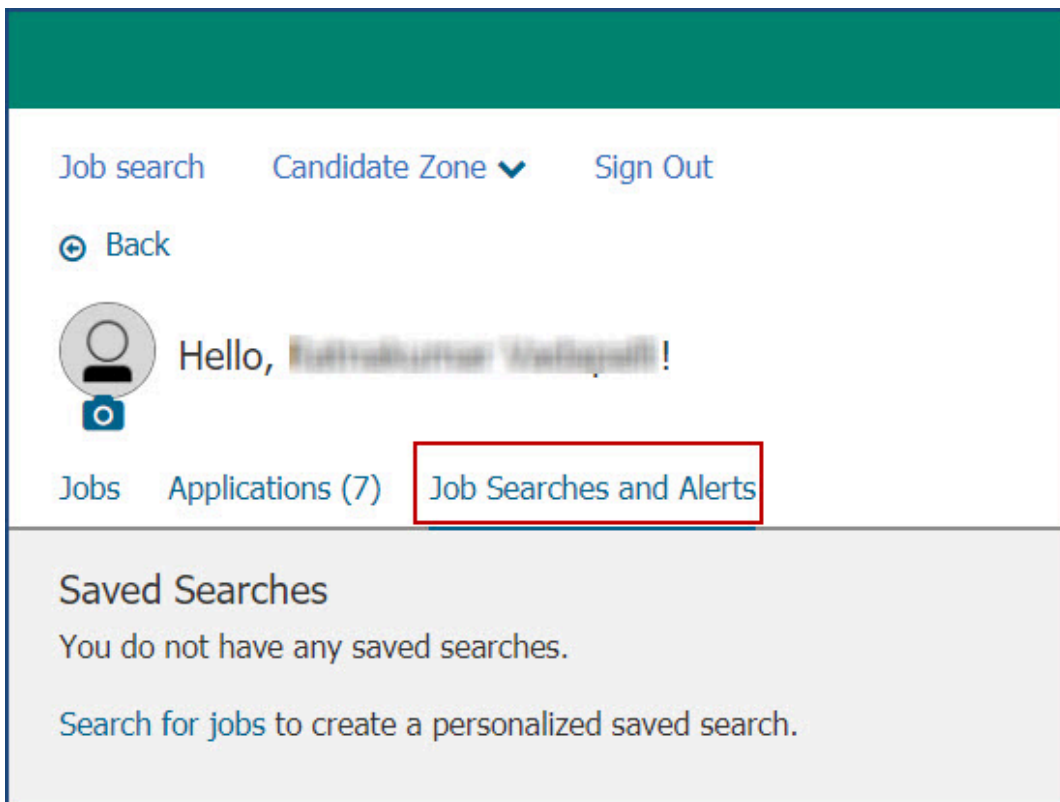 Job search Candidate Zone Sign Out
Back
Hello, !
Jobs Applications (7) Job Searches and Alerts
Saved Searches
You do not have any saved searches.
Search for jobs to create a personalized saved search.